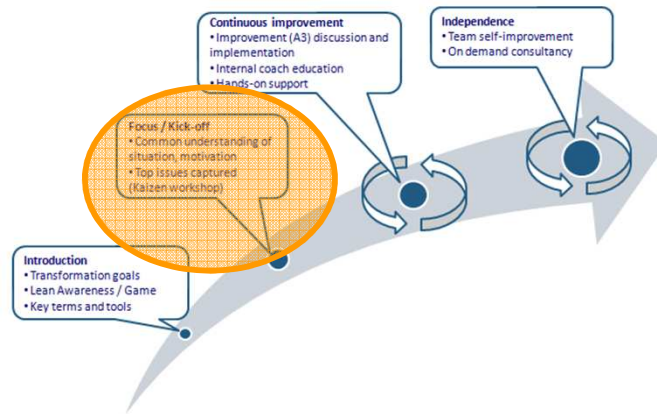 Continuous improvement
• Improvement (A3) discussion and
implementation
• Internal coach education
• Hands-on support
Independence
• Team self-improvement
• On demand consultancy
Focus / Kick-off
• Common understanding of
situation, motivation
• Top issues captured
(Kaizen workshop)
Introduction
• Transformation goals
• Lean Awareness / Game
• Key terms and tools